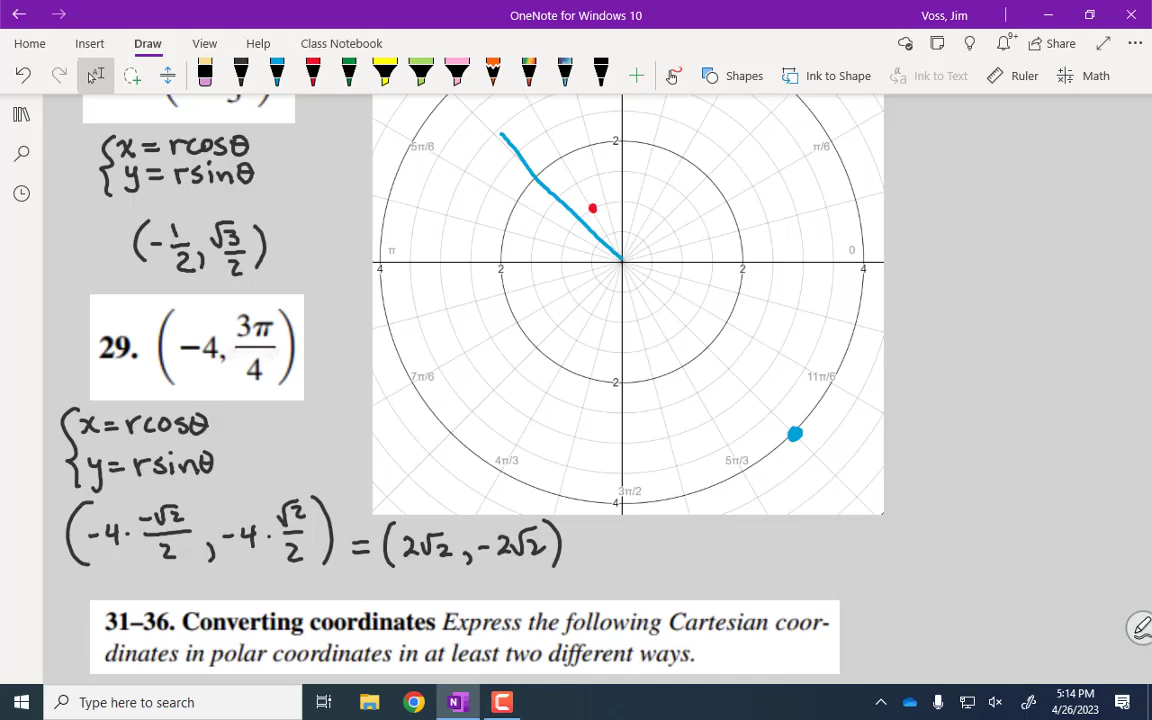 OneNote for Windows 10
Voss, Jim
Home Insert Draw View Help Class Notebook
9+
Share
Shapes Ink to Shape Ink to Text Ruler Math
{x = rcosθ
{y = rsinθ
(-1/2, √3/2)
29. (−4, 3π/4)
{x = rcosθ
{y = rsinθ
(-4 · -√2/2, -4 · √2/2) = (2√2, -2√2)
5π/6
2
π/6
π
0
4 2 2 4
7π/6
2
11π/6
4π/3
5π/3
3π/2
4
31–36. Converting coordinates Express the following Cartesian coor-
dinates in polar coordinates in at least two different ways.
Type here to search
5:14 PM
4/26/2023